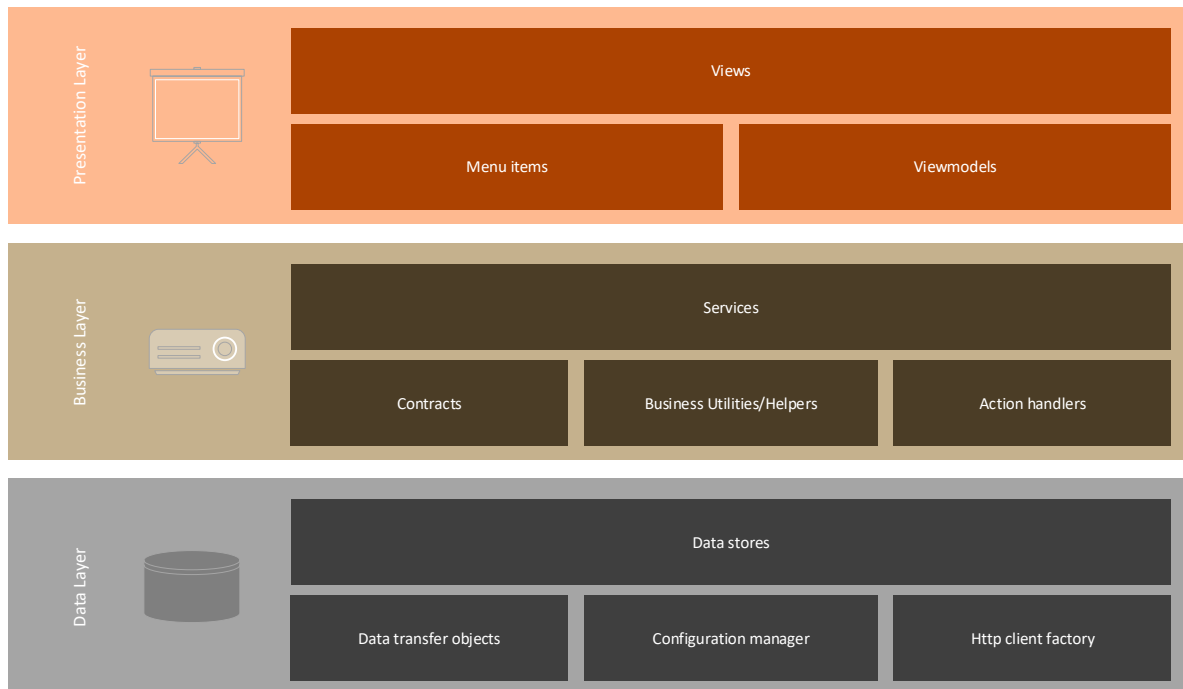 Presentation Layer
Views
Menu items
Viewmodels
Business Layer
Services
Contracts
Business Utilities/Helpers
Action handlers
Data Layer
Data stores
Data transfer objects
Configuration manager
Http client factory